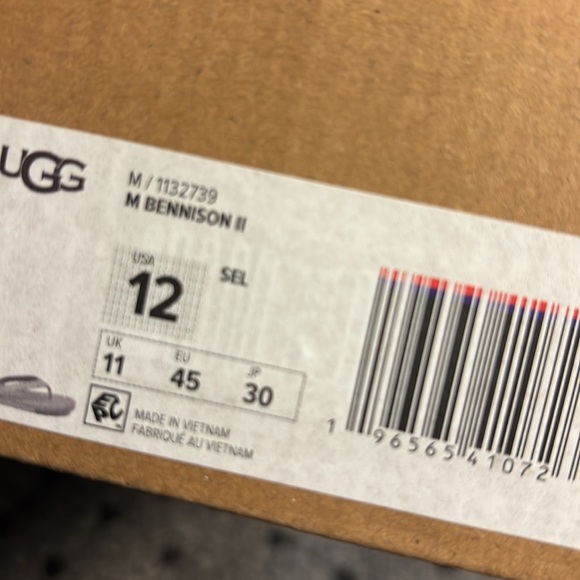 UGG
M / 1132739
M BENNISON II
USA
12
SEL
UK
11
EU
45
JP
30
MADE IN VIETNAM
FABRIQUÉ AU VIETNAM
1 96565 41072